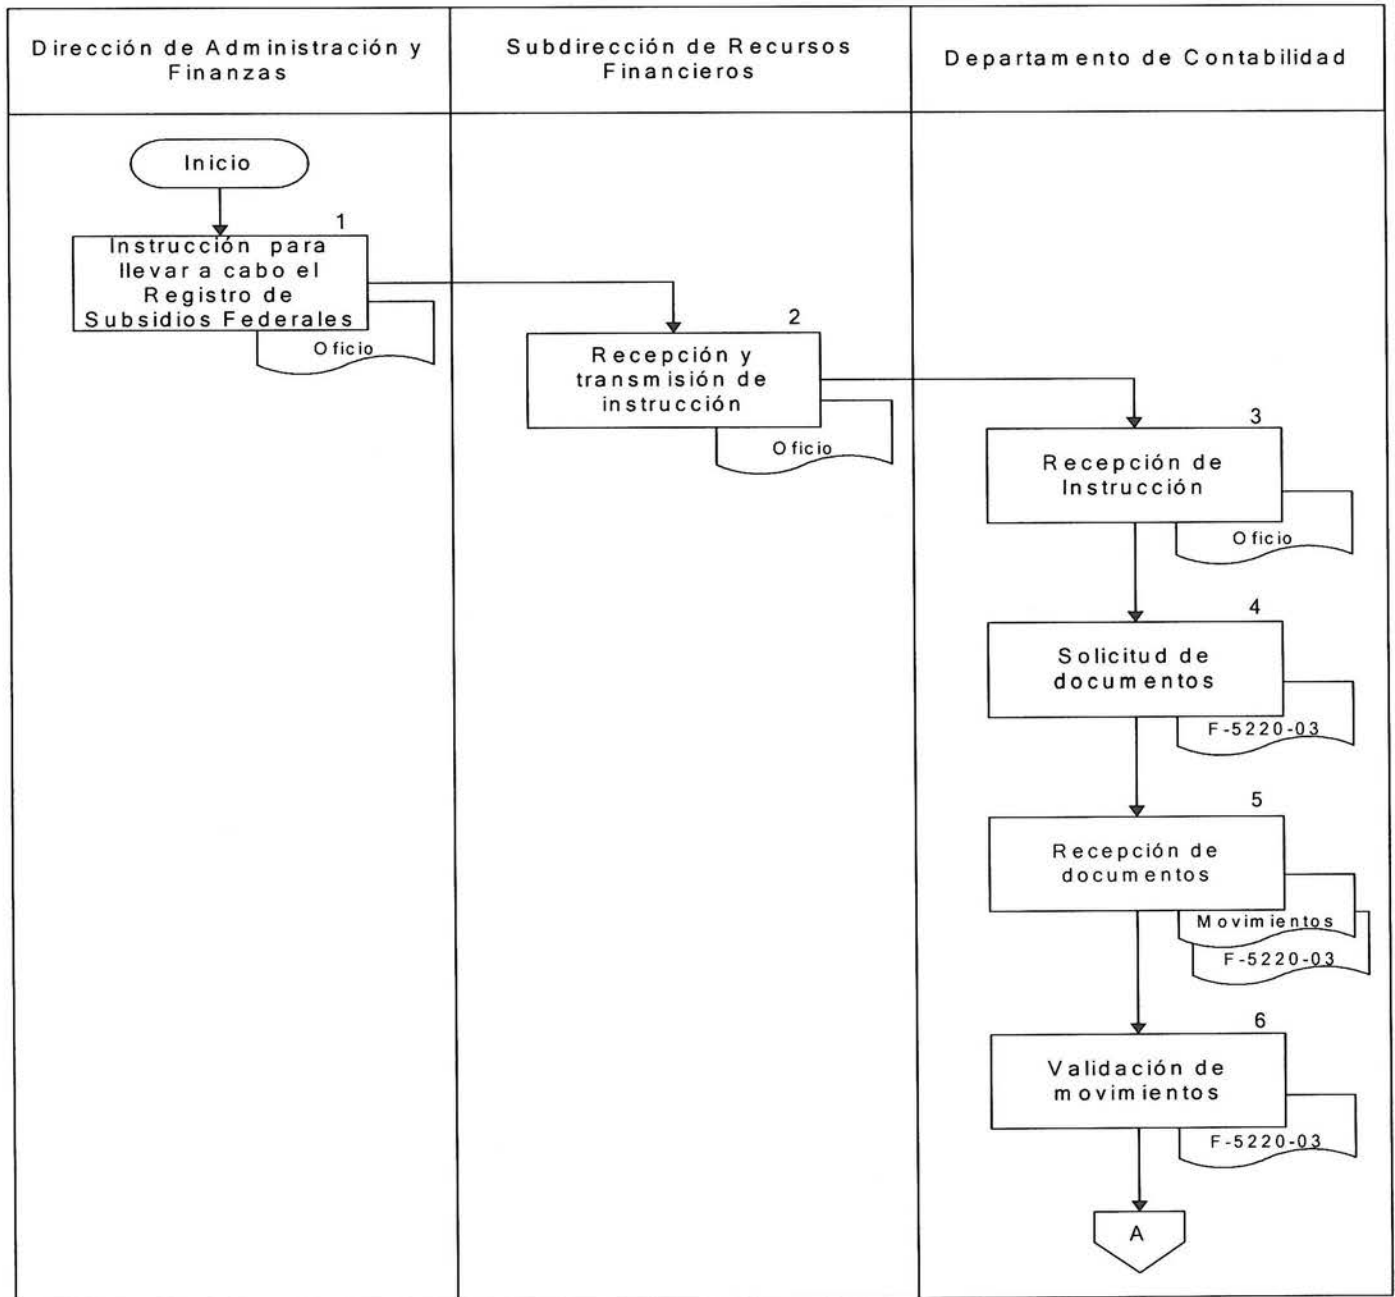 Dirección de Administración y
Finanzas
Subdirección de Recursos
Financieros
Departamento de Contabilidad
Inicio
1
Instrucción para
llevar a cabo el
Registro de
Subsidios Federales
Oficio
2
Recepción y
transmisión de
instrucción
Oficio
3
Recepción de
Instrucción
Oficio
4
Solicitud de
documentos
F-5220-03
5
Recepción de
documentos
Movimientos
F-5220-03
6
Validación de
movimientos
F-5220-03
A